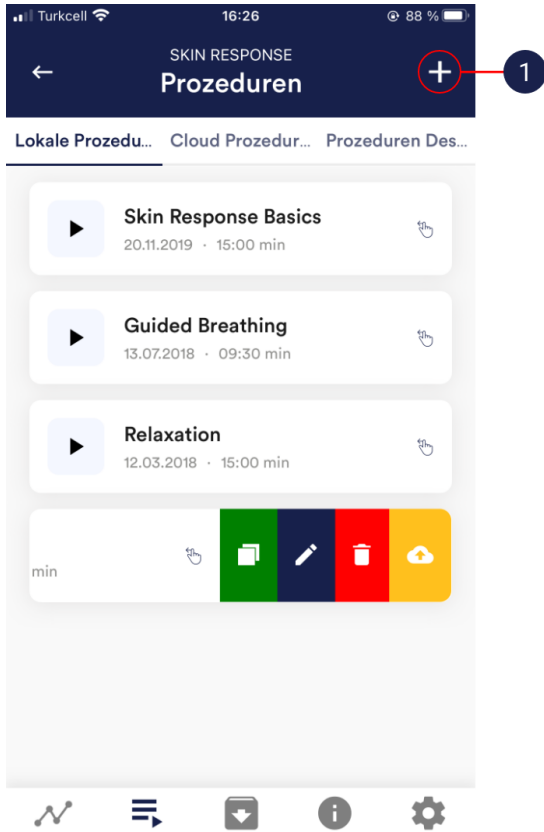 Turkcell 16:26 88 %
SKIN RESPONSE
Prozeduren
1
Lokale Prozedu... Cloud Prozedur... Prozeduren Des...
Skin Response Basics
20.11.2019 · 15:00 min
Guided Breathing
13.07.2018 · 09:30 min
Relaxation
12.03.2018 · 15:00 min
min